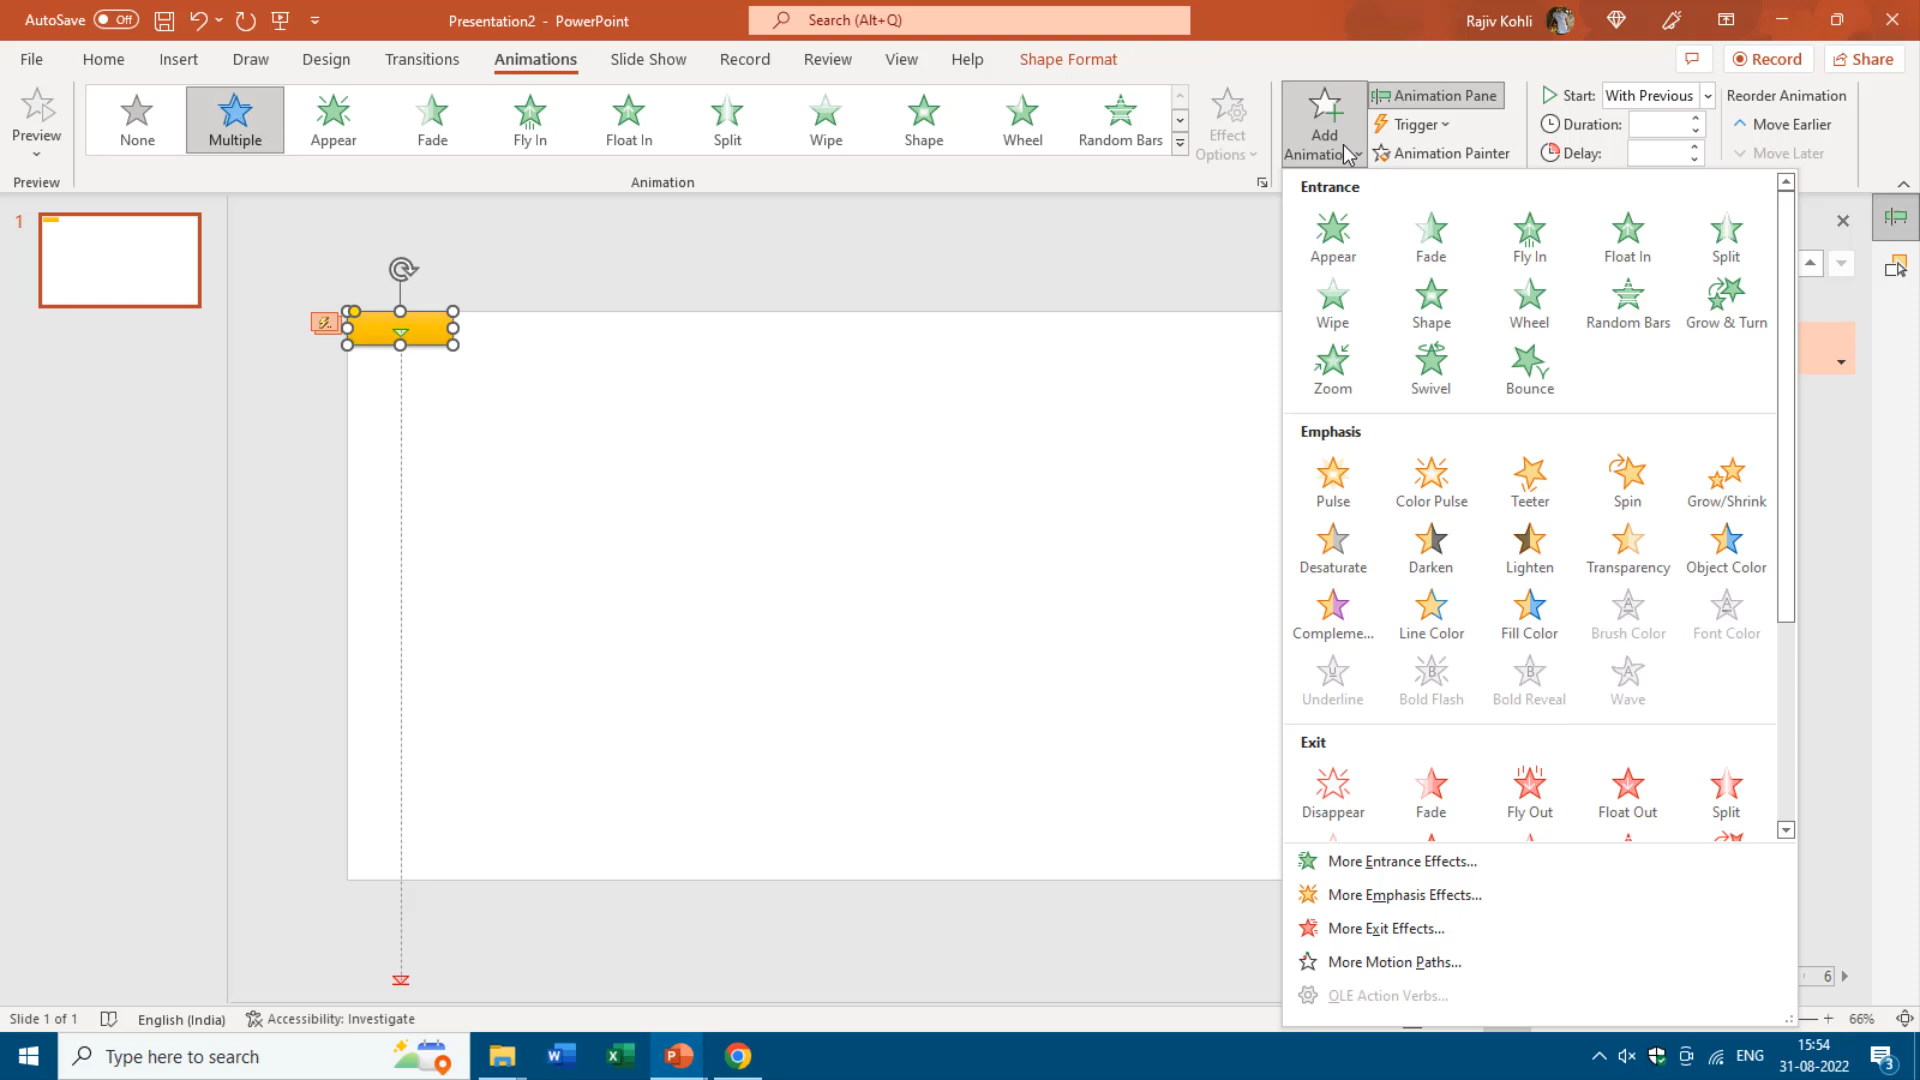 AutoSave Off Presentation2 - PowerPoint Search (Alt+Q) Rajiv Kohli
File Home Insert Draw Design Transitions Animations Slide Show Record Review View Help Shape Format Record Share
Preview None Multiple Appear Fade Fly In Float In Split Wipe Shape Wheel Random Bars Effect Options
Add Animation
Animation Pane
Trigger
Animation Painter
Start: With Previous
Duration:
Delay:
Reorder Animation
Move Earlier
Move Later
Preview Animation
1
Entrance
Appear Fade Fly In Float In Split
Wipe Shape Wheel Random Bars Grow & Turn
Zoom Swivel Bounce
Emphasis
Pulse Color Pulse Teeter Spin Grow/Shrink
Desaturate Darken Lighten Transparency Object Color
Compleme... Line Color Fill Color Brush Color Font Color
Underline Bold Flash Bold Reveal Wave
Exit
Disappear Fade Fly Out Float Out Split
More Entrance Effects...
More Emphasis Effects...
More Exit Effects...
More Motion Paths...
OLE Action Verbs...
6
Slide 1 of 1 English (India) Accessibility: Investigate 66%
Type here to search ENG 15:54
31-08-2022
3